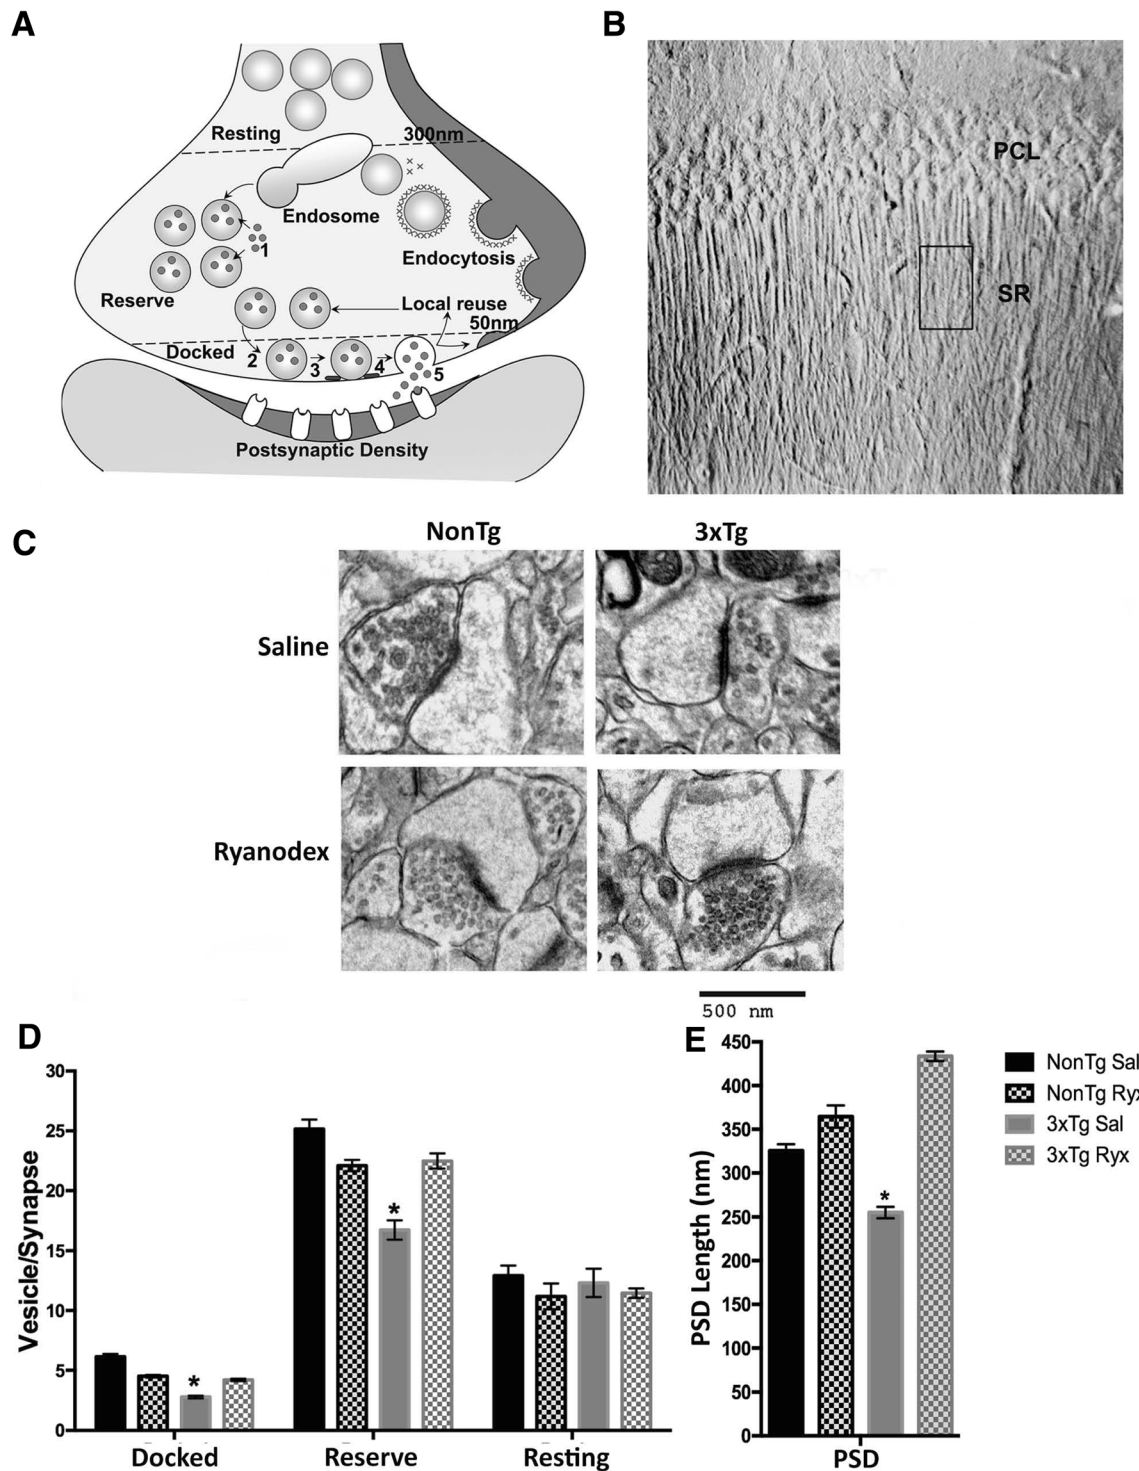 A
Resting
300nm
Endosome
1
Endocytosis
Reserve
Local reuse
50nm
Docked
2
3
4
5
Postsynaptic Density
B
PCL
SR
C
NonTg
3xTg
Saline
Ryanodex
500 nm
D
Vesicle/Synapse
30
25
20
15
10
5
0
*
*
Docked
Reserve
Resting
E
PSD Length (nm)
450
400
350
300
250
200
150
100
50
0
*
PSD
NonTg Sal
NonTg Ryx
3xTg Sal
3xTg Ryx